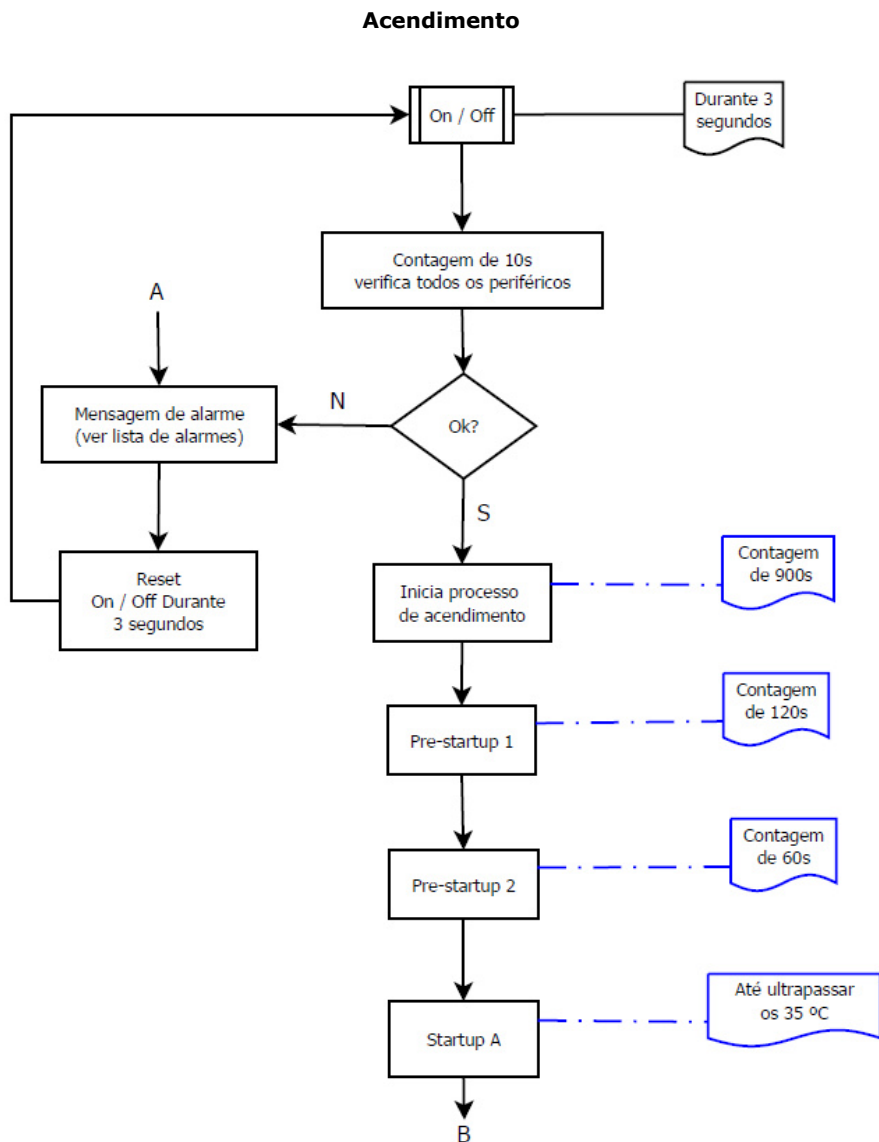 Acendimento
On / Off
Durante 3
segundos
Contagem de 10s
verifica todos os periféricos
A
Mensagem de alarme
(ver lista de alarmes)
N
Ok?
S
Reset
On / Off Durante
3 segundos
Inicia processo
de acendimento
Contagem
de 900s
Pre-startup 1
Contagem
de 120s
Pre-startup 2
Contagem
de 60s
Startup A
Até ultrapassar
os 35 ºC
B